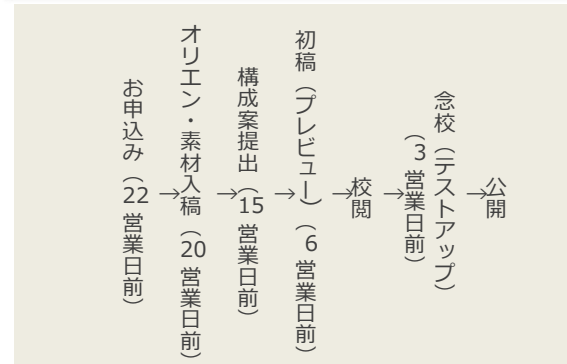 お申込み（22営業日前）
→
オリエン・素材入稿（20営業日前）
→
構成案提出（15営業日前）
→
初稿（プレビュー）（6営業日前）
→
校閲
→
念校（テストアップ）
（3営業日前）
→
公開